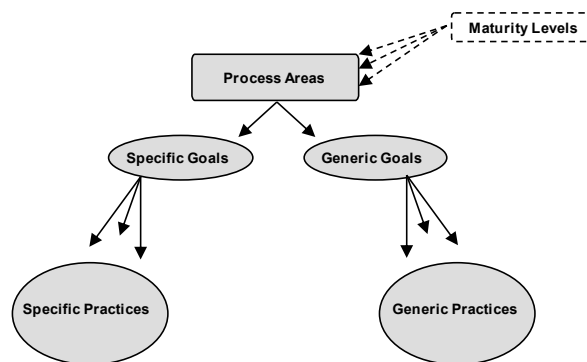 Maturity Levels
Process Areas
Specific Goals
Generic Goals
Specific Practices
Generic Practices